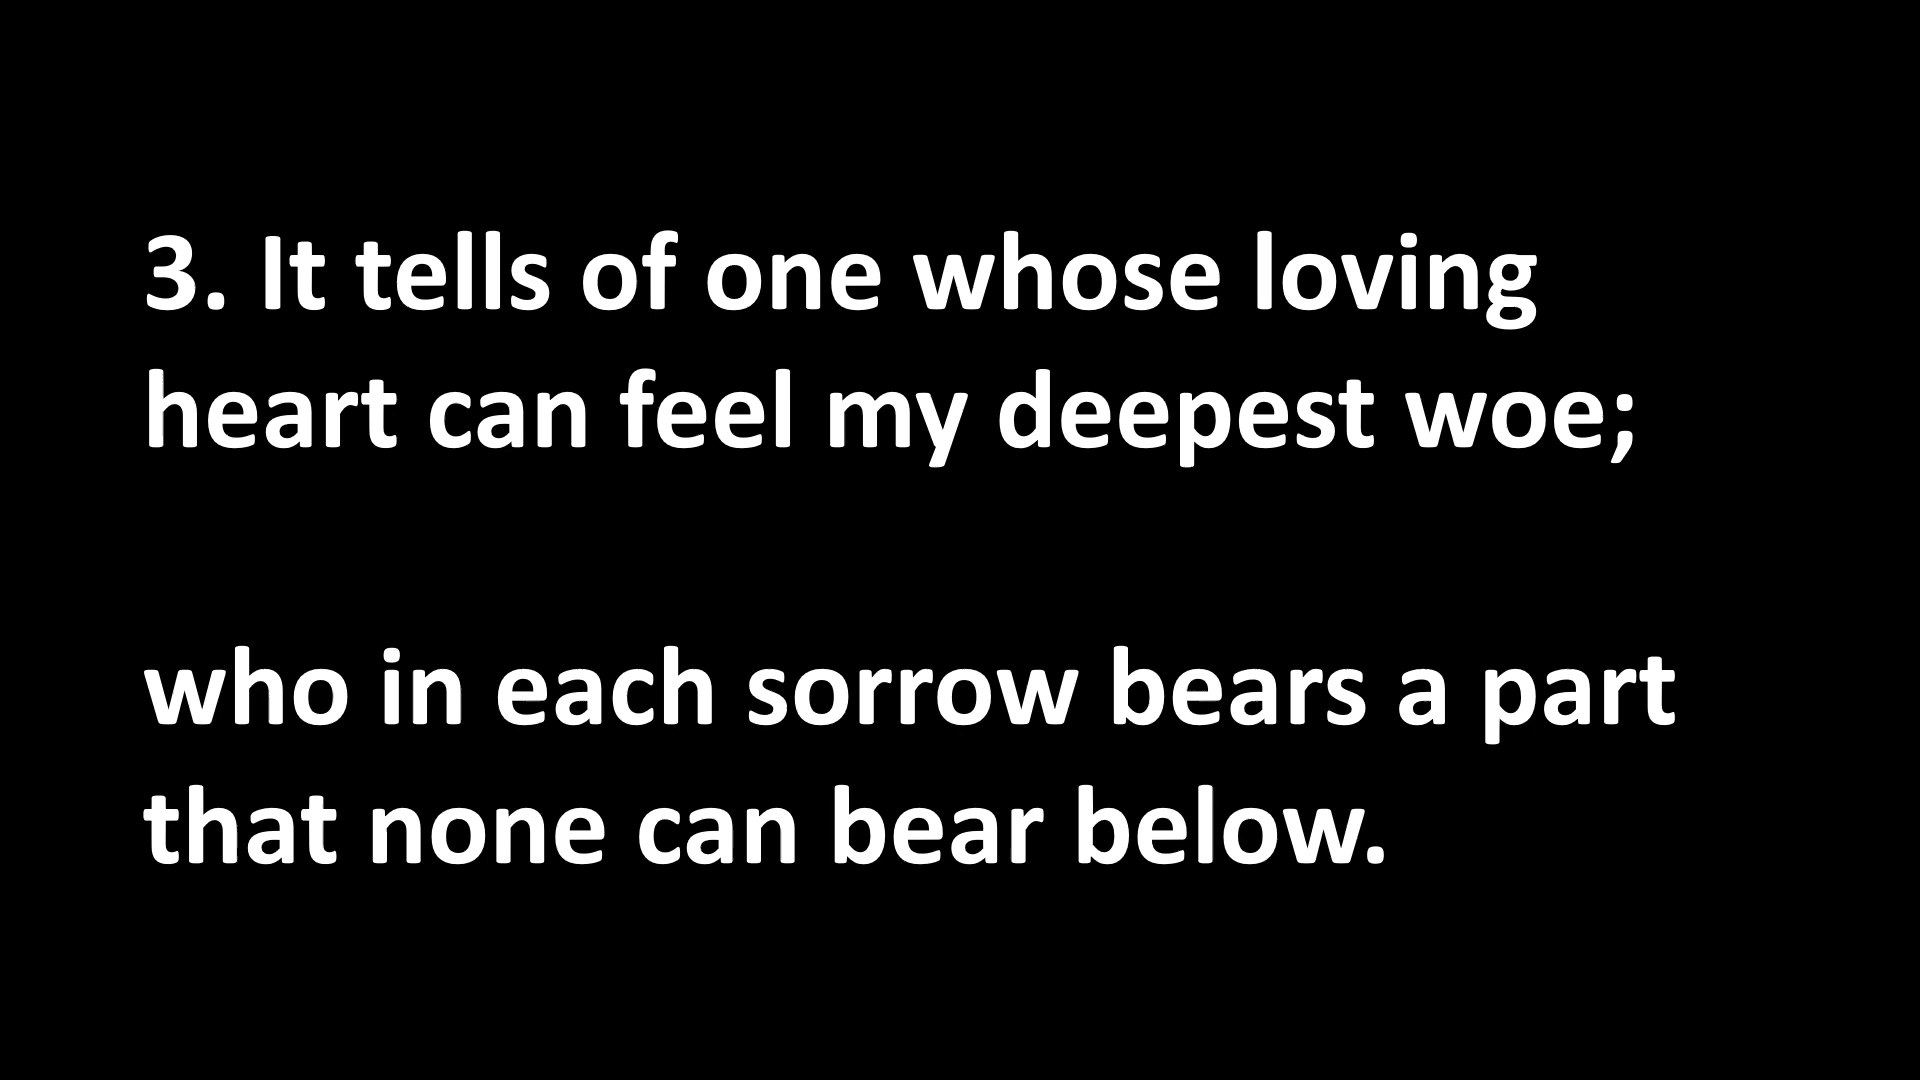 3. It tells of one whose loving
heart can feel my deepest woe;
who in each sorrow bears a part
that none can bear below.